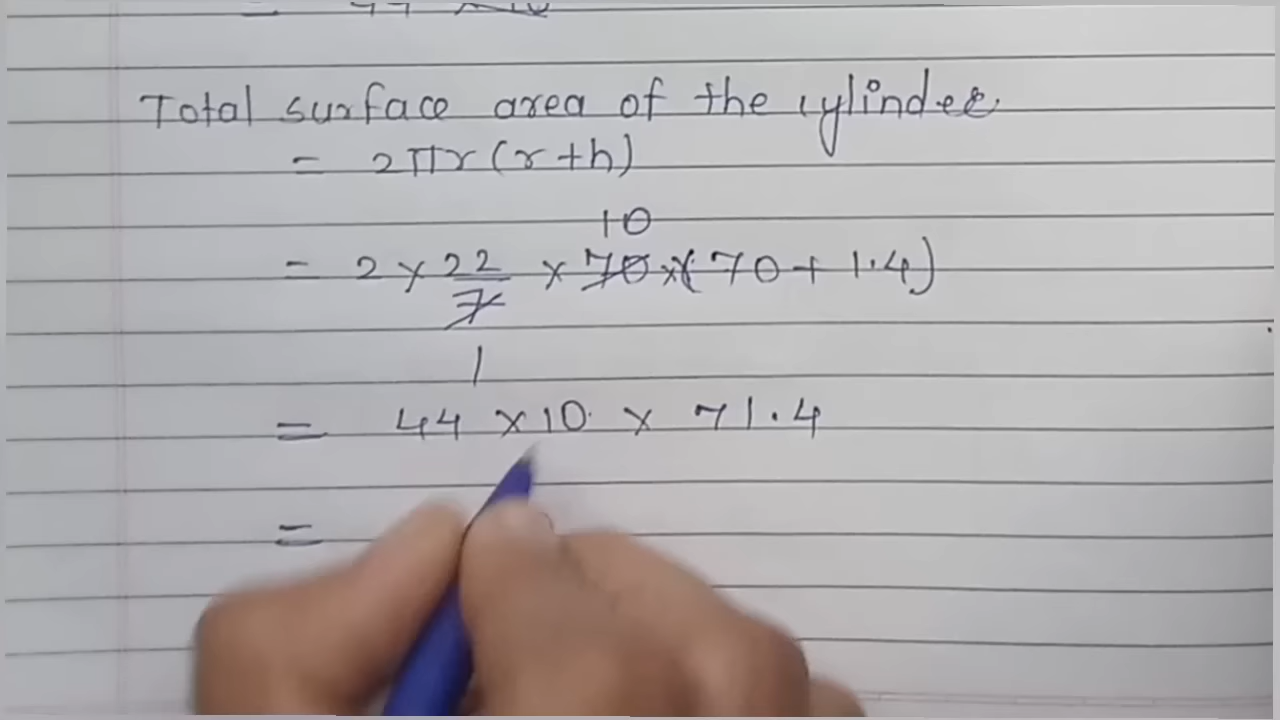 Total surface area of the cylinder
= 2πr(r+h)
10
= 2 × 22/7 × 70 × (70 + 1.4)
1
= 44 × 10 × 71.4
=